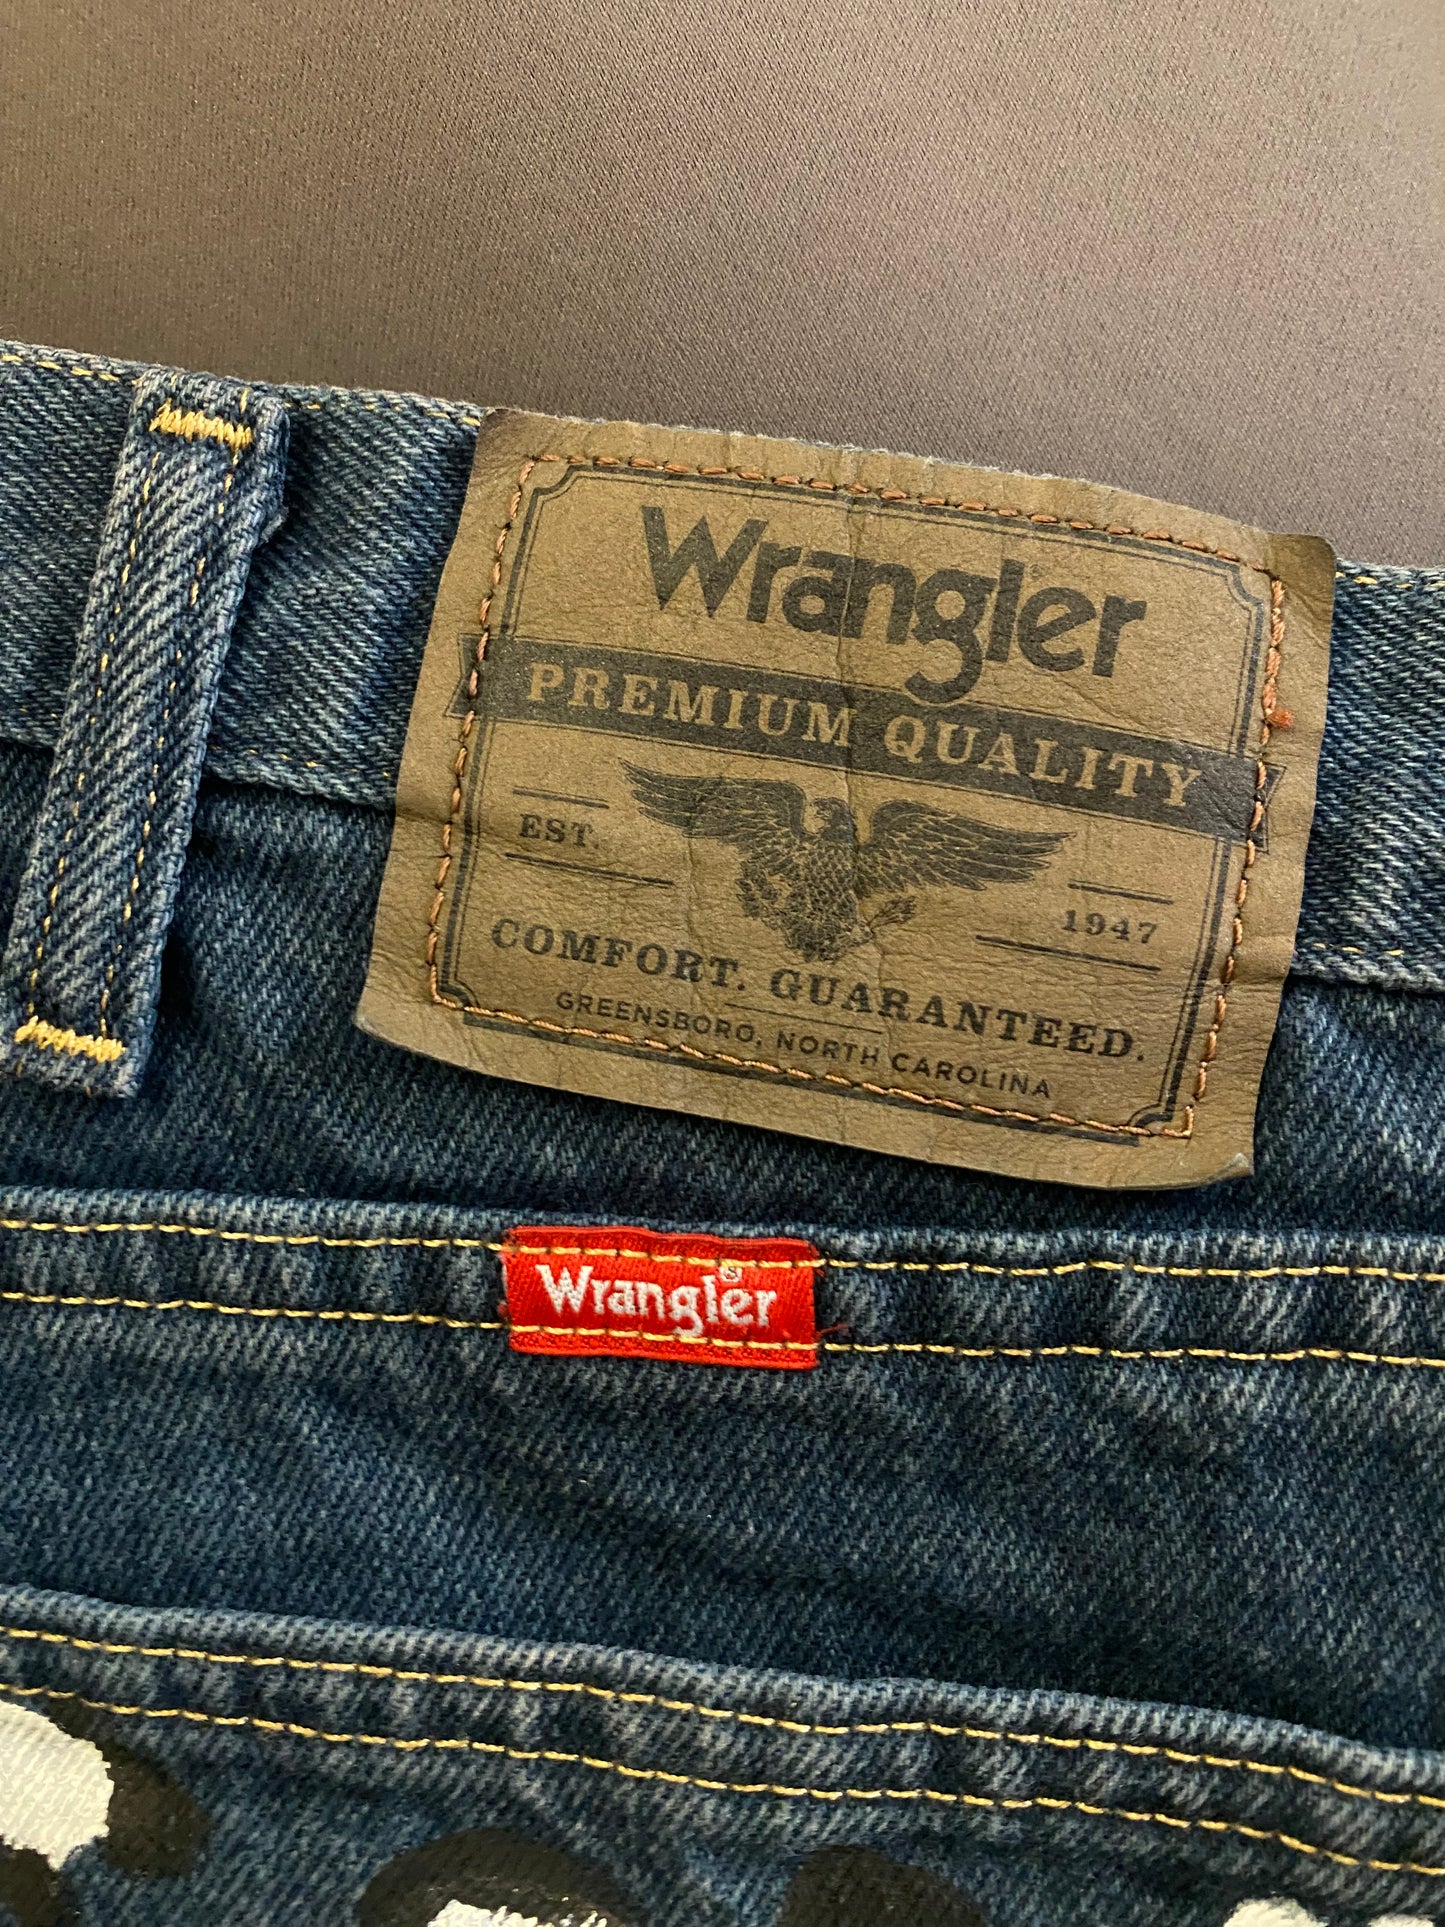 Wrangler
PREMIUM QUALITY
EST. 1947
COMFORT. GUARANTEED.
GREENSBORO, NORTH CAROLINA
Wrangler®